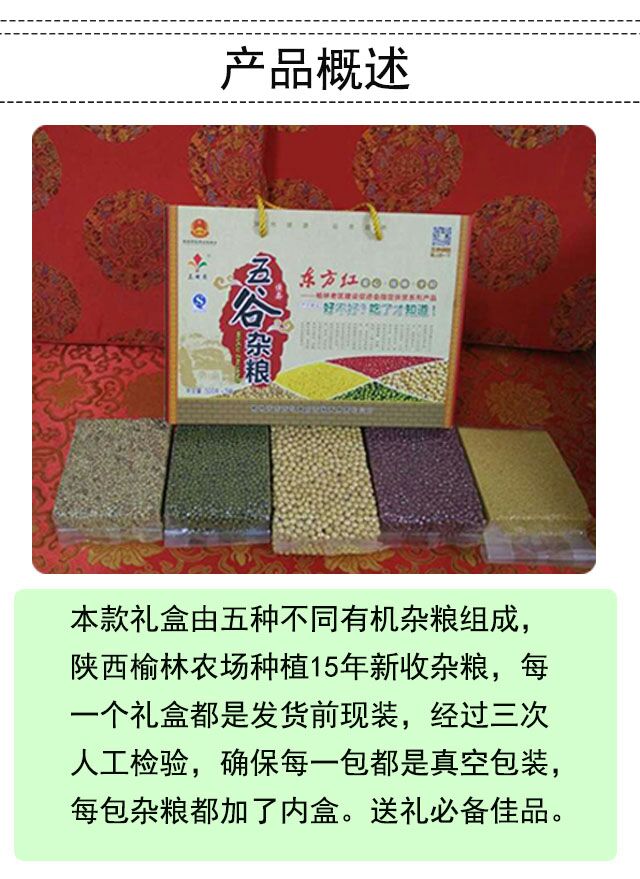 产品概述
五谷杂粮
东方红
好不好 吃了才知道！
本款礼盒由五种不同有机杂粮组成，
陕西榆林农场种植15年新收杂粮，每
一个礼盒都是发货前现装，经过三次
人工检验，确保每一包都是真空包装，
每包杂粮都加了内盒。送礼必备佳品。